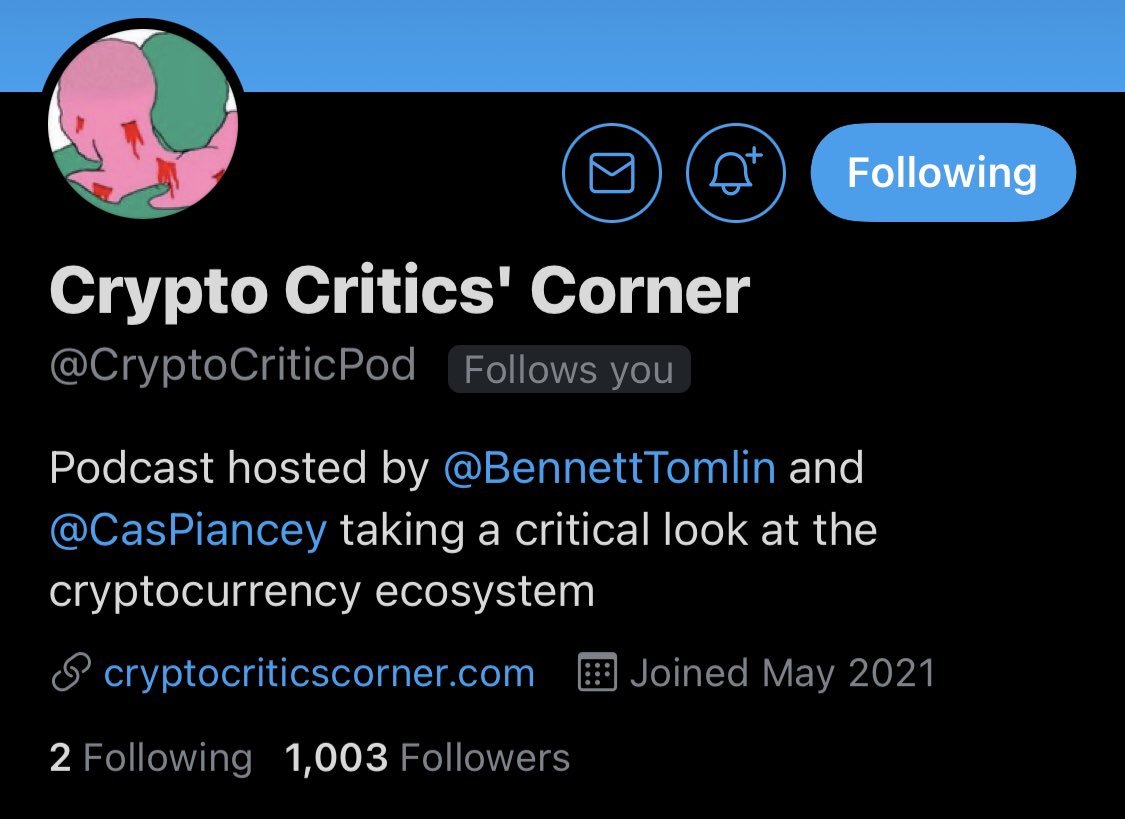 Following
Crypto Critics' Corner
@CryptoCriticPod Follows you
Podcast hosted by @BennettTomlin and
@CasPiancey taking a critical look at the
cryptocurrency ecosystem
cryptocriticscorner.com Joined May 2021
2 Following 1,003 Followers